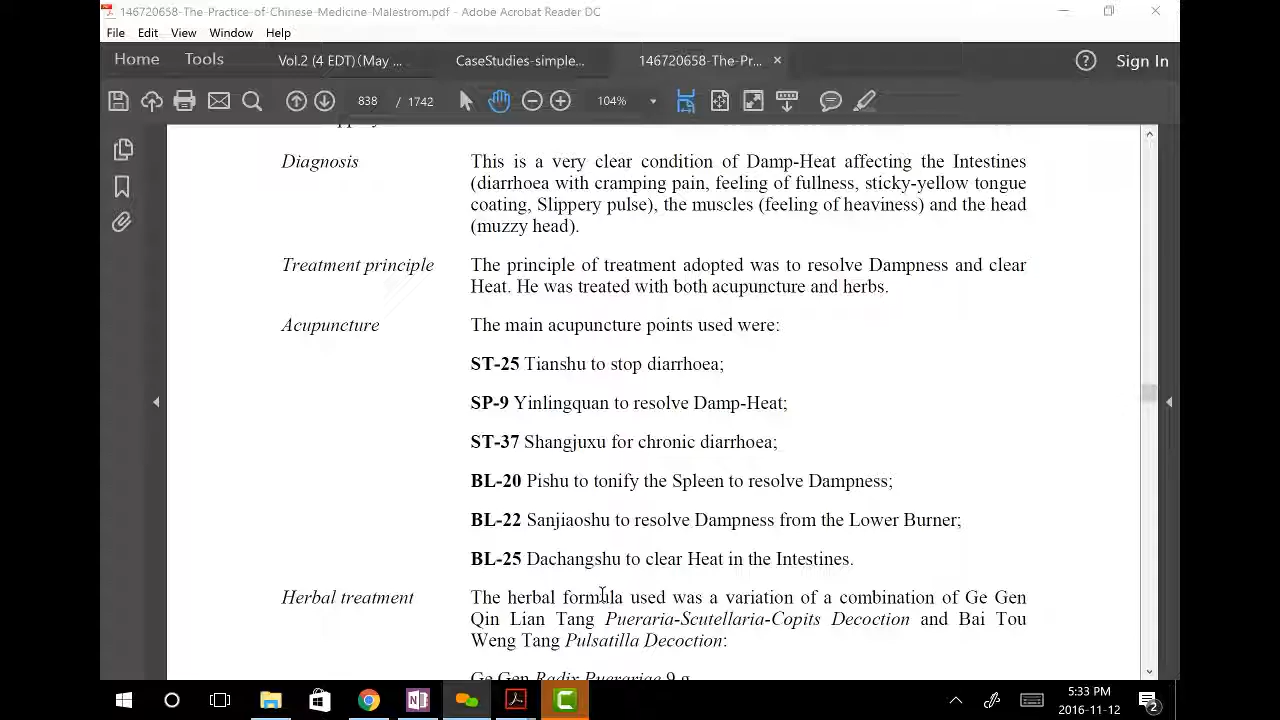 146720658-The-Practice-of-Chinese-Medicine-Malestrom.pdf - Adobe Acrobat Reader DC
File Edit View Window Help
Home Tools Vol.2 (4 EDT)(May ... CaseStudies-simple... 146720658-The-Pr... × Sign In
838 / 1742 104%
Diagnosis This is a very clear condition of Damp-Heat affecting the Intestines
(diarrhoea with cramping pain, feeling of fullness, sticky-yellow tongue
coating, Slippery pulse), the muscles (feeling of heaviness) and the head
(muzzy head).
Treatment principle The principle of treatment adopted was to resolve Dampness and clear
Heat. He was treated with both acupuncture and herbs.
Acupuncture The main acupuncture points used were:
ST-25 Tianshu to stop diarrhoea;
SP-9 Yinlingquan to resolve Damp-Heat;
ST-37 Shangjuxu for chronic diarrhoea;
BL-20 Pishu to tonify the Spleen to resolve Dampness;
BL-22 Sanjiaoshu to resolve Dampness from the Lower Burner;
BL-25 Dachangshu to clear Heat in the Intestines.
Herbal treatment The herbal formula used was a variation of a combination of Ge Gen
Qin Lian Tang Pueraria-Scutellaria-Copits Decoction and Bai Tou
Weng Tang Pulsatilla Decoction:
Ge Gen Radix Puerariae 9 g
5:33 PM
2016-11-12
2